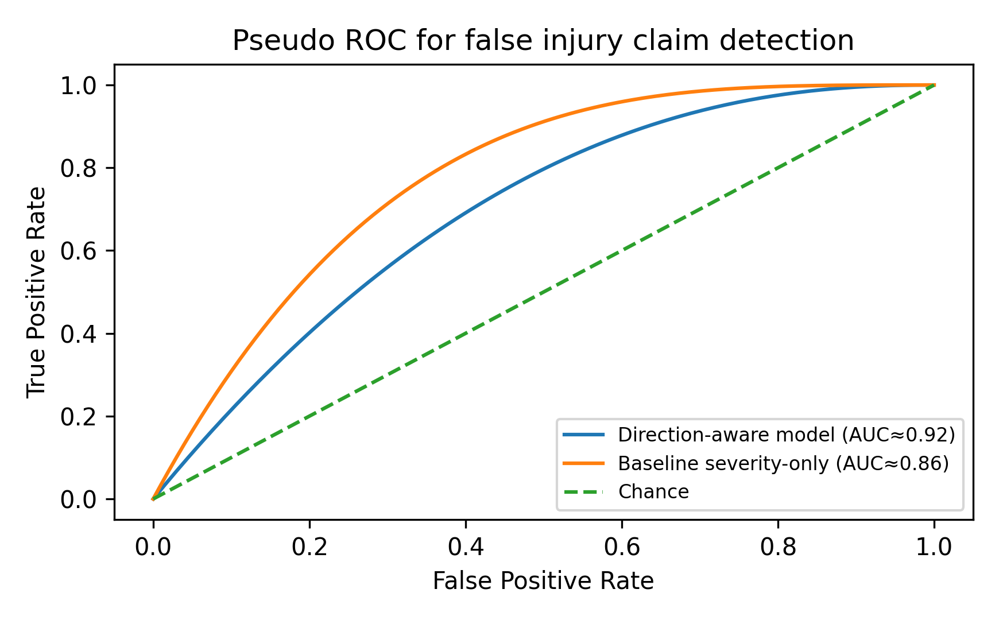 Pseudo ROC for false injury claim detection
True Positive Rate
1.0
0.8
0.6
0.4
0.2
0.0
Direction-aware model (AUC≈0.92)
Baseline severity-only (AUC≈0.86)
Chance
0.0 0.2 0.4 0.6 0.8 1.0
False Positive Rate